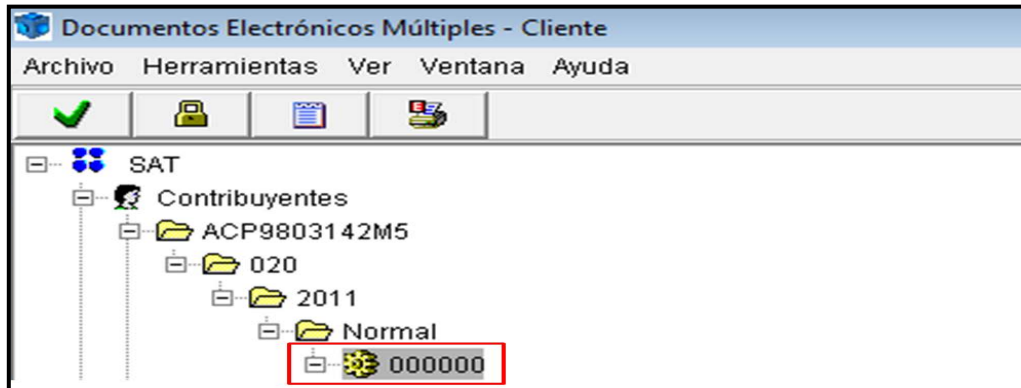 Documentos Electrónicos Múltiples - Cliente
Archivo Herramientas Ver Ventana Ayuda
SAT
Contribuyentes
ACP9803142M5
020
2011
Normal
000000